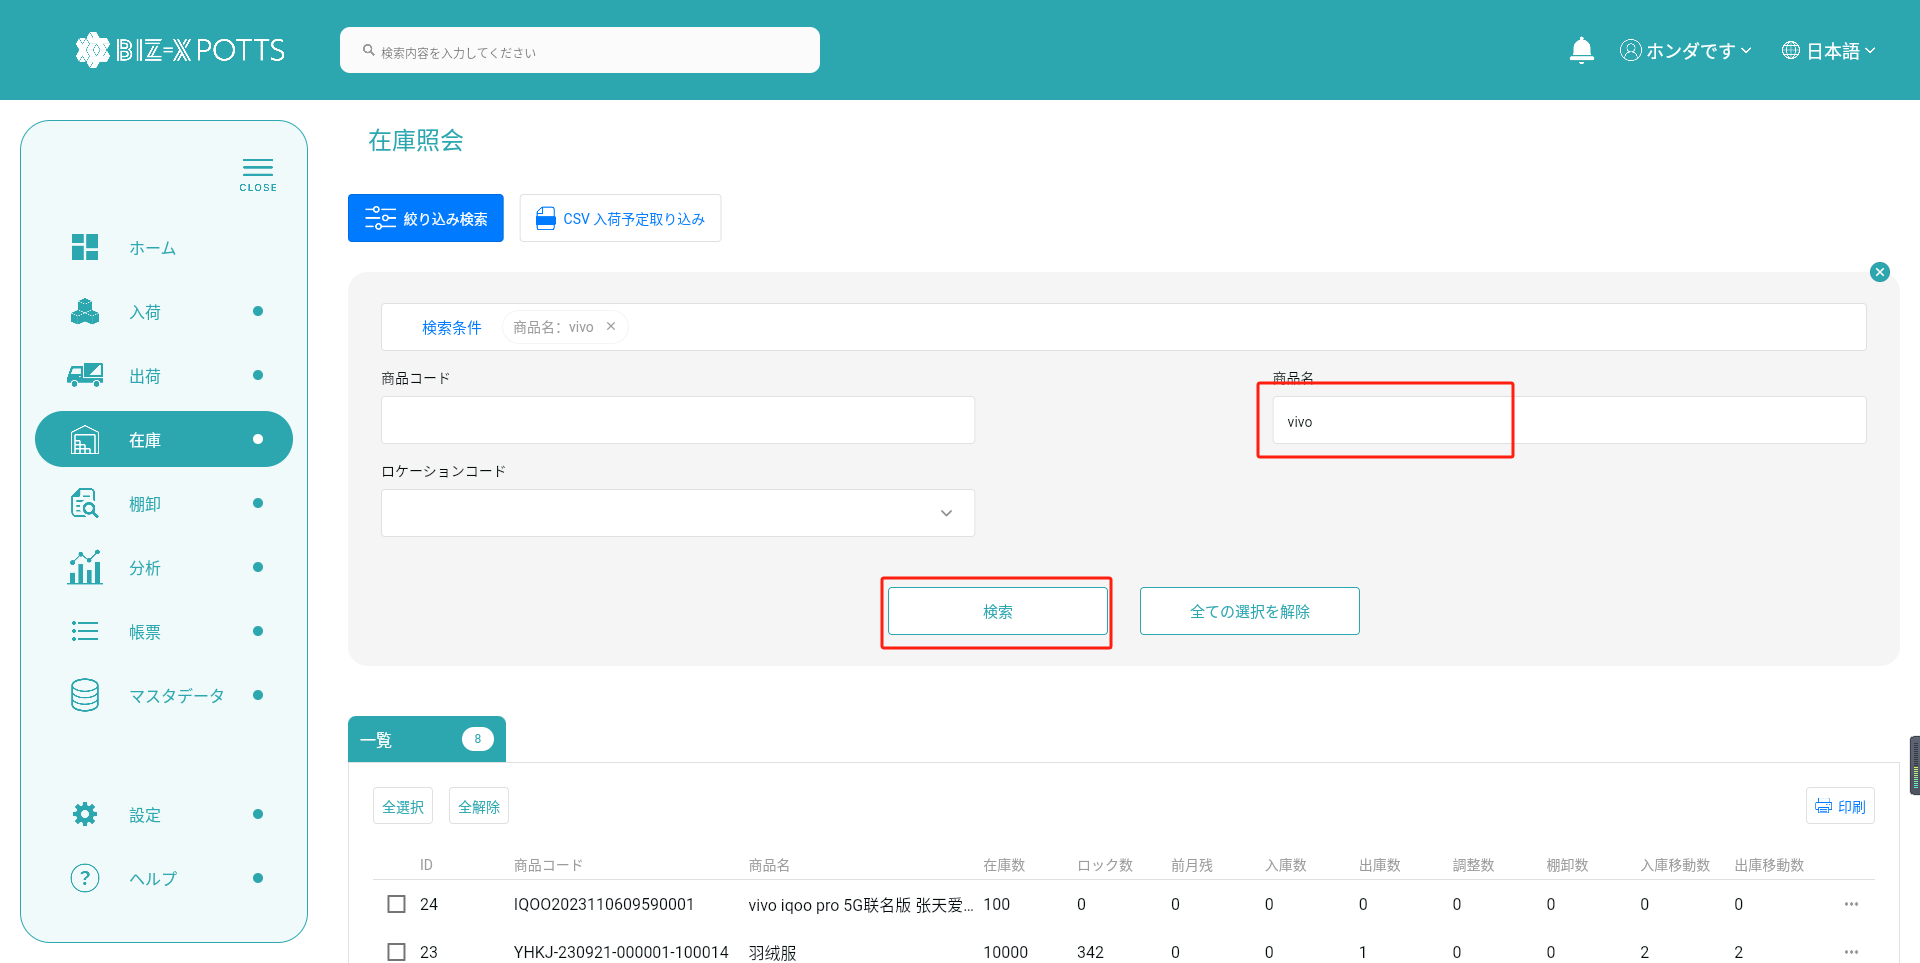 BIZ-X POTTS
検索内容を入力してください
ホンダです
日本語
CLOSE
ホーム
入荷
出荷
在庫
棚卸
分析
帳票
マスタデータ
設定
ヘルプ
在庫照会
絞り込み検索
CSV 入荷予定取り込み
検索条件
商品名: vivo ×
商品コード
商品名
vivo
ロケーションコード
検索
全ての選択を解除
一覧 8
全選択
全解除
印刷
ID 商品コード 商品名 在庫数 ロック数 前月残 入庫数 出庫数 調整数 棚卸数 入庫移動数 出庫移動数
24 IQOO2023110609590001 vivo iqoo pro 5G联名版 张天爱... 100 0 0 0 0 0 0 0 0 ...
23 YHKJ-230921-000001-100014 羽绒服 10000 342 0 0 1 0 0 2 2 ...